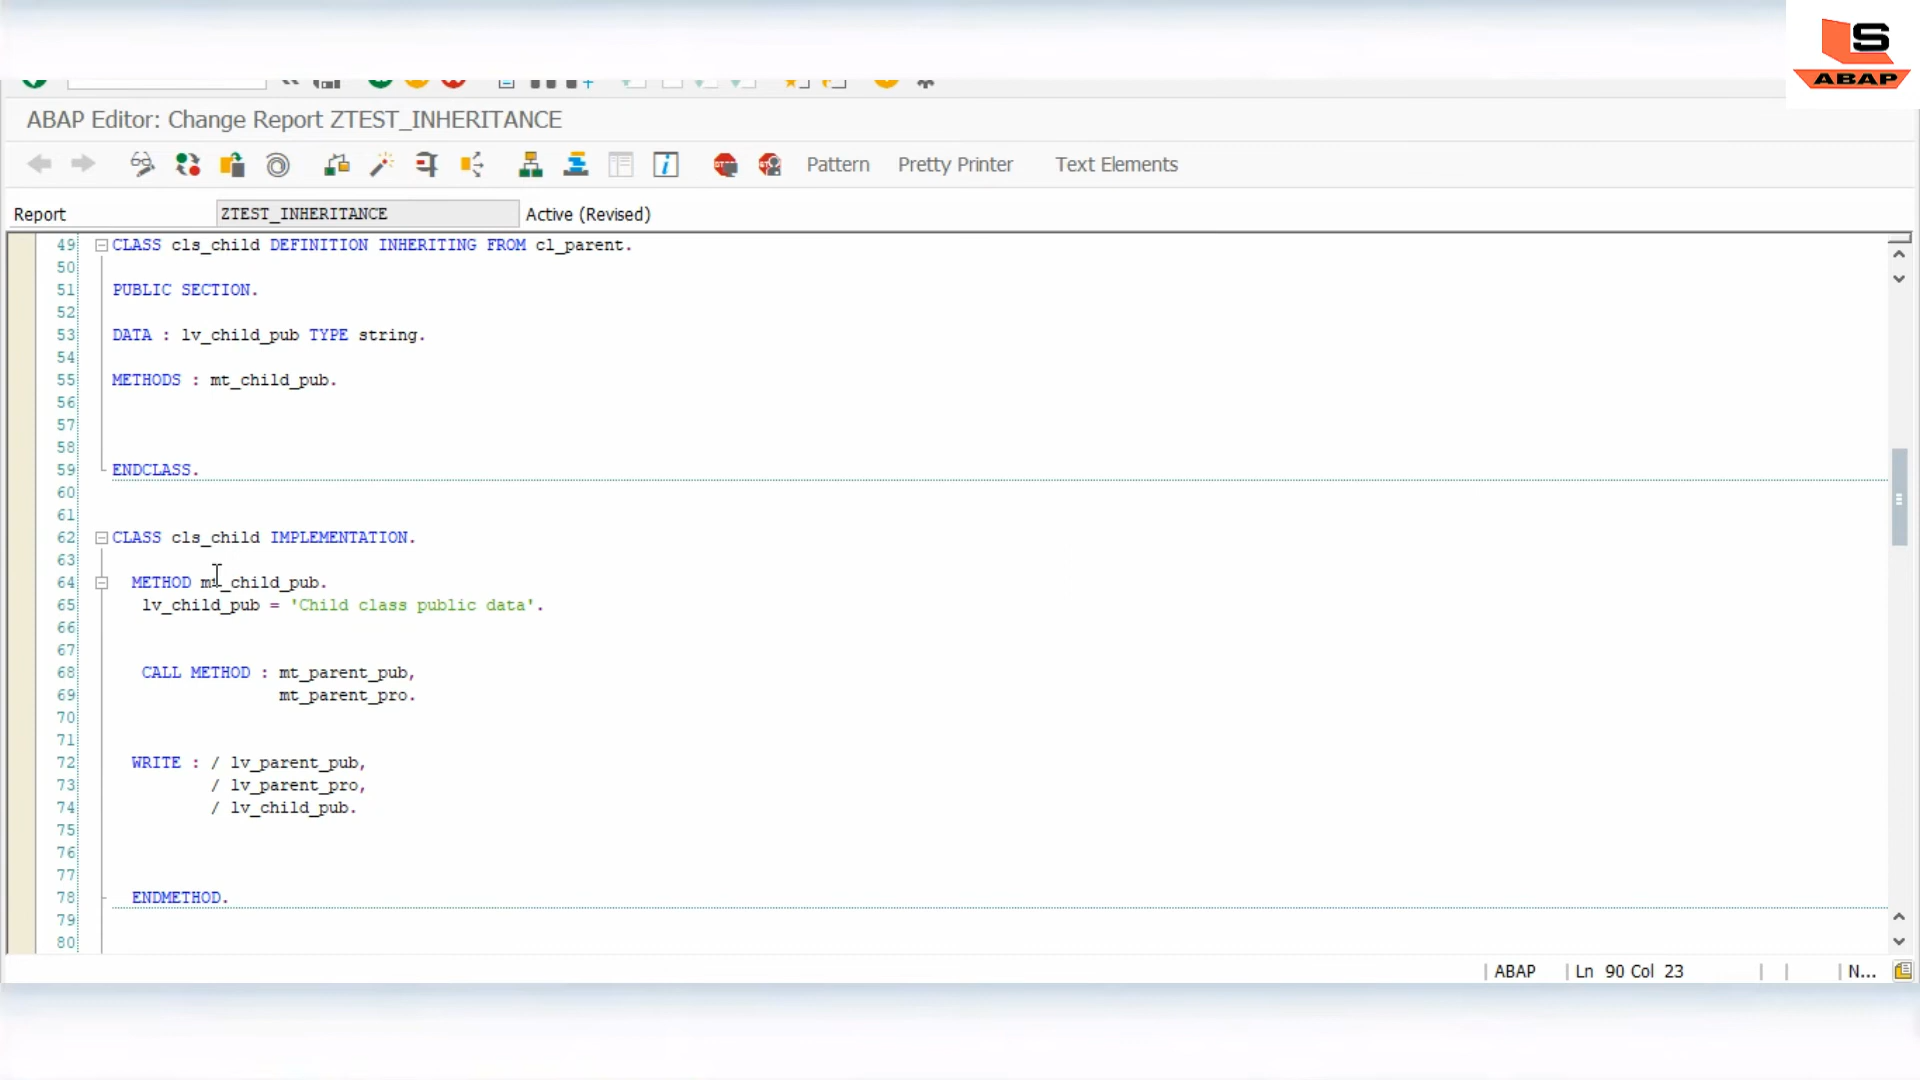 S
ABAP
ABAP Editor: Change Report ZTEST_INHERITANCE
Pattern Pretty Printer Text Elements
Report ZTEST_INHERITANCE Active (Revised)
49 CLASS cls_child DEFINITION INHERITING FROM cl_parent.
50
51 PUBLIC SECTION.
52
53 DATA : lv_child_pub TYPE string.
54
55 METHODS : mt_child_pub.
56
57
58
59 ENDCLASS.
60
61
62 CLASS cls_child IMPLEMENTATION.
63
64 METHOD mt_child_pub.
65 lv_child_pub = 'Child class public data'.
66
67
68 CALL METHOD : mt_parent_pub,
69 mt_parent_pro.
70
71
72 WRITE : / lv_parent_pub,
73 / lv_parent_pro,
74 / lv_child_pub.
75
76
77
78 ENDMETHOD.
79
80
ABAP Ln 90 Col 23 N...